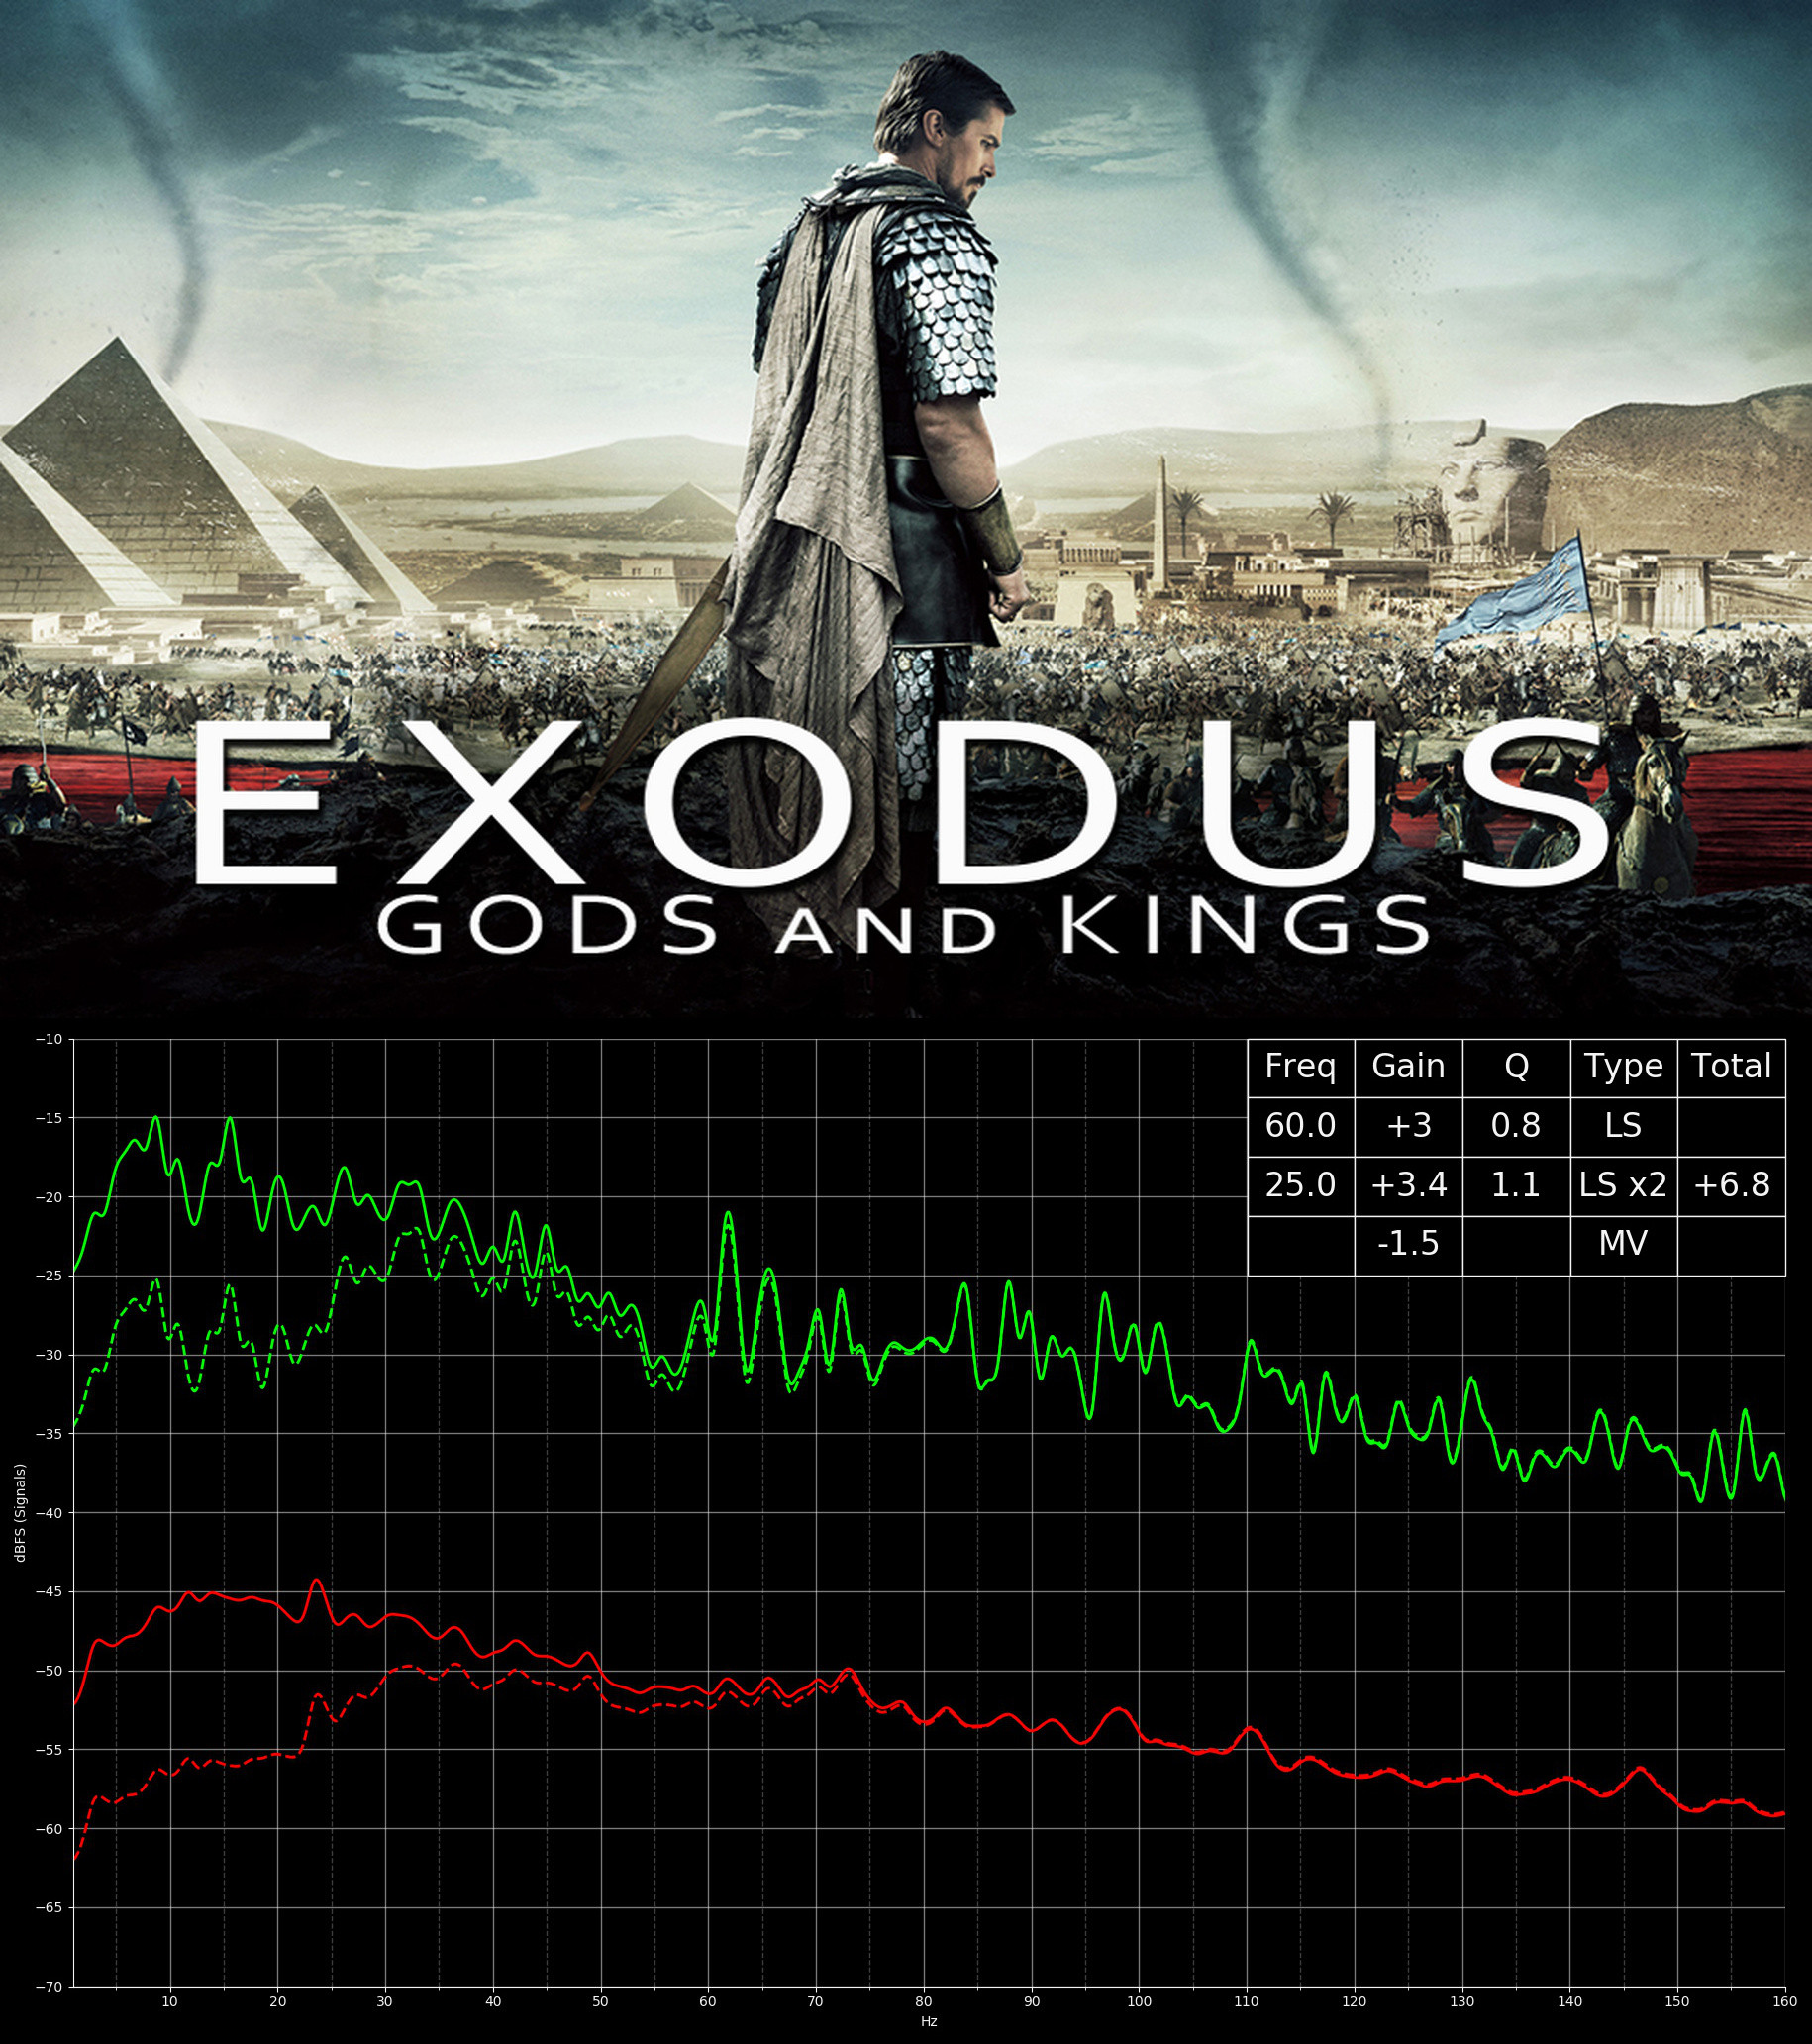 EXODUS
GODS AND KINGS
Freq Gain Q Type Total
60.0 +3 0.8 LS
25.0 +3.4 1.1 LS x2 +6.8
-1.5 MV
−10
−15
−20
−25
−30
−35
−40
−45
−50
−55
−60
−65
−70
dBFS (Signals)
10 20 30 40 50 60 70 80 90 100 110 120 130 140 150 160
Hz